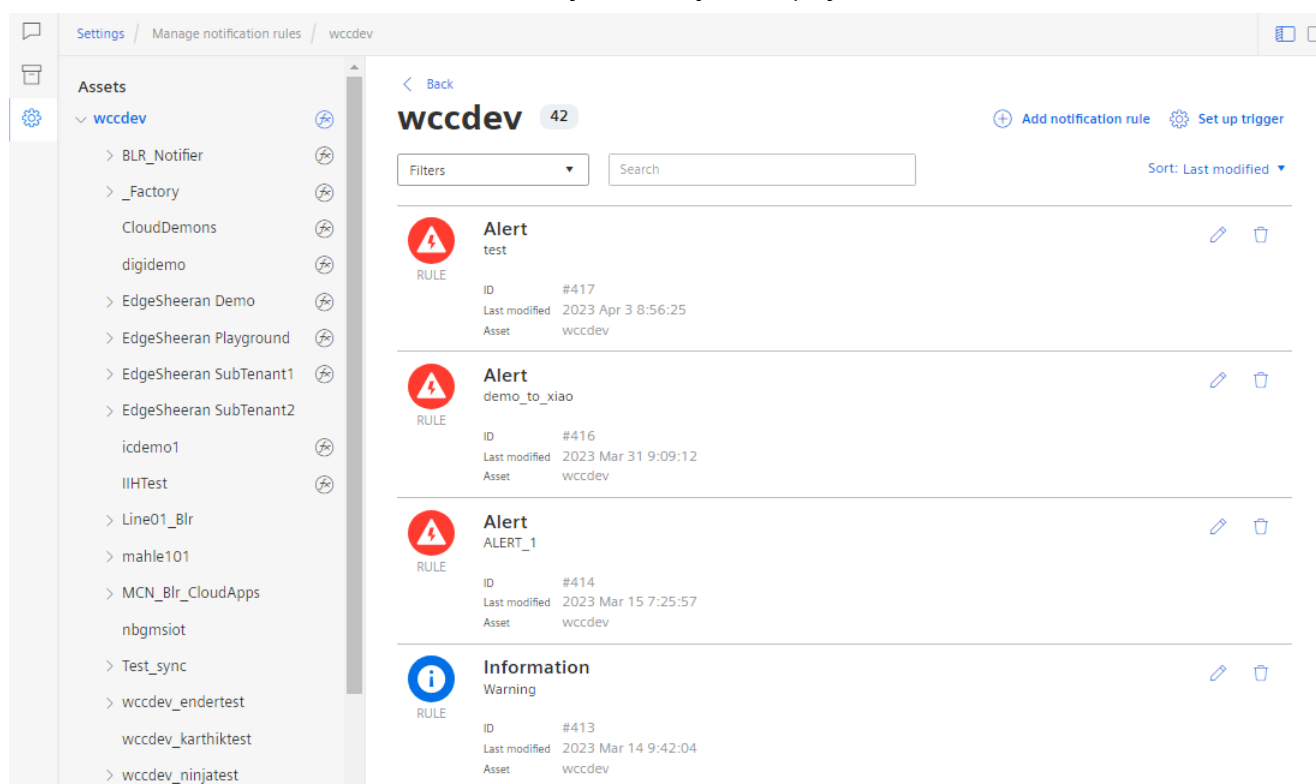 Settings / Manage notification rules / wccdev
Assets
wccdev
BLR_Notifier
_Factory
CloudDemons
digidemo
EdgeSheeran Demo
EdgeSheeran Playground
EdgeSheeran SubTenant1
EdgeSheeran SubTenant2
icdemo1
IIHTest
Line01_Blr
mahle101
MCN_Blr_CloudApps
nbgmsiot
Test_sync
wccdev_endertest
wccdev_karthiktest
wccdev_ninjatest
Back
wccdev 42
Add notification rule Set up trigger
Filters Search Sort: Last modified
Alert
test
RULE
ID #417
Last modified 2023 Apr 3 8:56:25
Asset wccdev
Alert
demo_to_xiao
RULE
ID #416
Last modified 2023 Mar 31 9:09:12
Asset wccdev
Alert
ALERT_1
RULE
ID #414
Last modified 2023 Mar 15 7:25:57
Asset wccdev
Information
Warning
RULE
ID #413
Last modified 2023 Mar 14 9:42:04
Asset wccdev